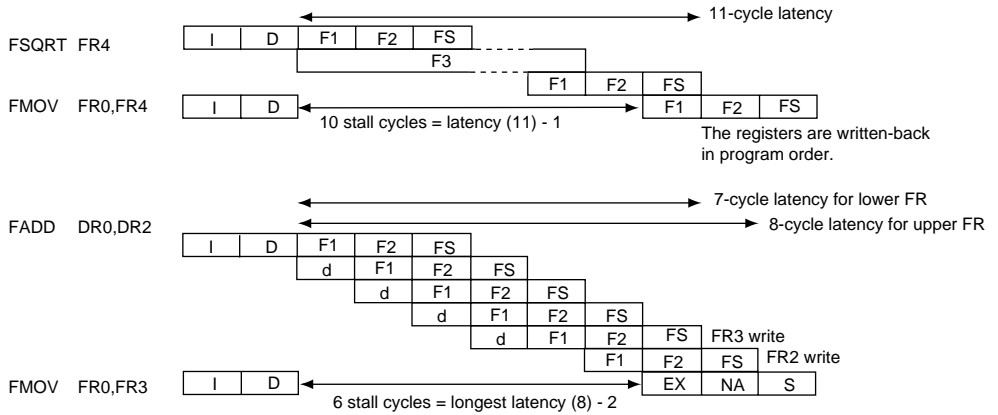 11-cycle latency
FSQRT FR4 I D F1 F2 FS
F3
F1 F2 FS
FMOV FR0,FR4 I D F1 F2 FS
10 stall cycles = latency (11) - 1
The registers are written-back
in program order.
7-cycle latency for lower FR
FADD DR0,DR2 8-cycle latency for upper FR
I D F1 F2 FS
d F1 F2 FS
d F1 F2 FS
d F1 F2 FS
d F1 F2 FS FR3 write
F1 F2 FS FR2 write
FMOV FR0,FR3 I D EX NA S
6 stall cycles = longest latency (8) - 2